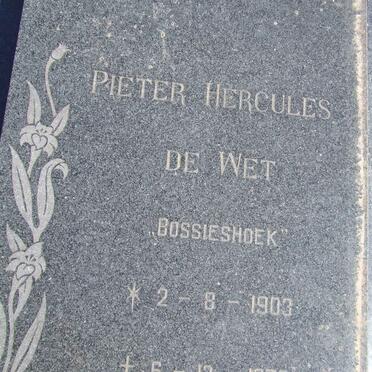 PIETER HERCULES
DE WET
„BOSSIESHOEK"
* 2 - 8 - 1903